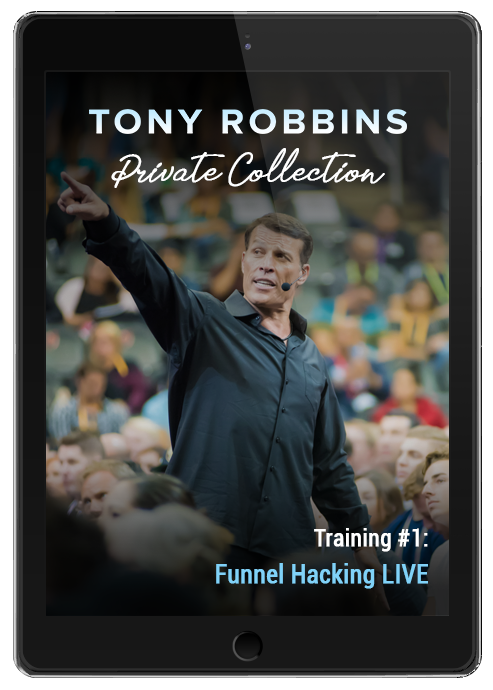 TONY ROBBINS
Private Collection
Training #1:
Funnel Hacking LIVE